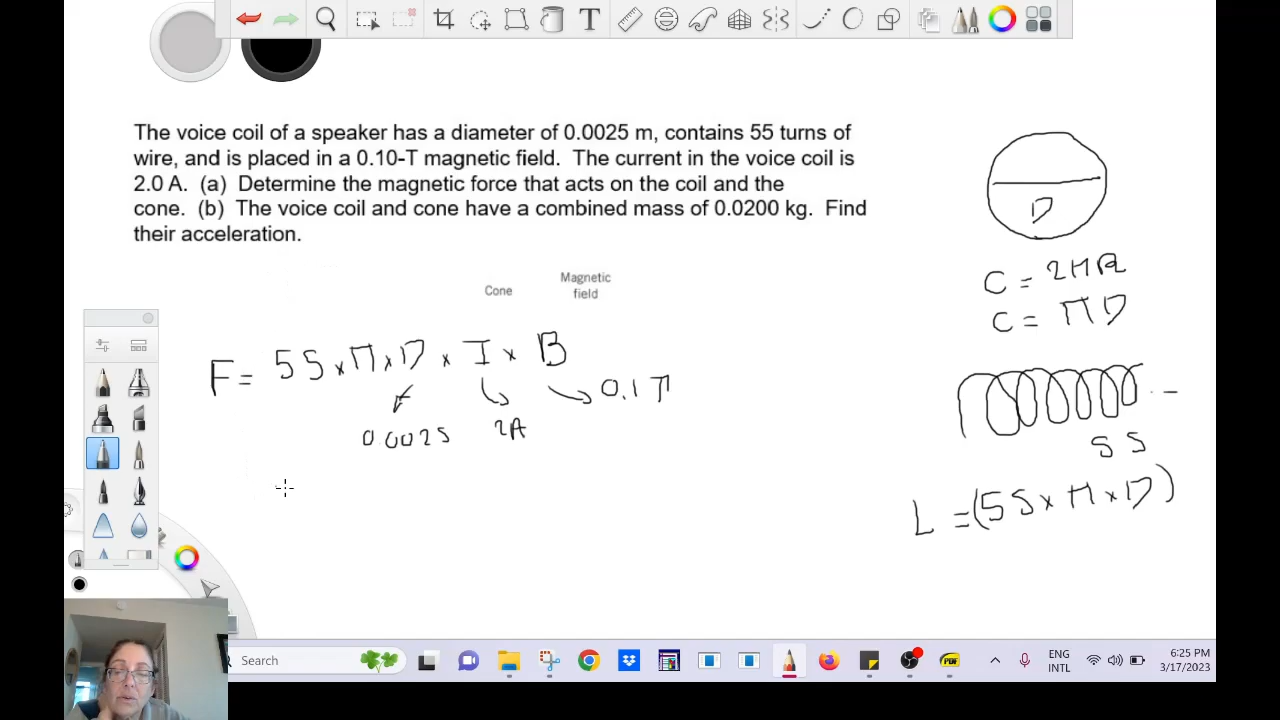 The voice coil of a speaker has a diameter of 0.0025 m, contains 55 turns of
wire, and is placed in a 0.10-T magnetic field.  The current in the voice coil is
2.0 A.  (a)  Determine the magnetic force that acts on the coil and the
cone.  (b)  The voice coil and cone have a combined mass of 0.0200 kg.  Find
their acceleration.
Cone
Magnetic
field
F = 55 × π × D × I × B
0.0025
2A
0.1 T
D
C = 2πR
C = πD
55
L = (55 × π × D)
Search
ENG
INTL
6:25 PM
3/17/2023
PDF
T